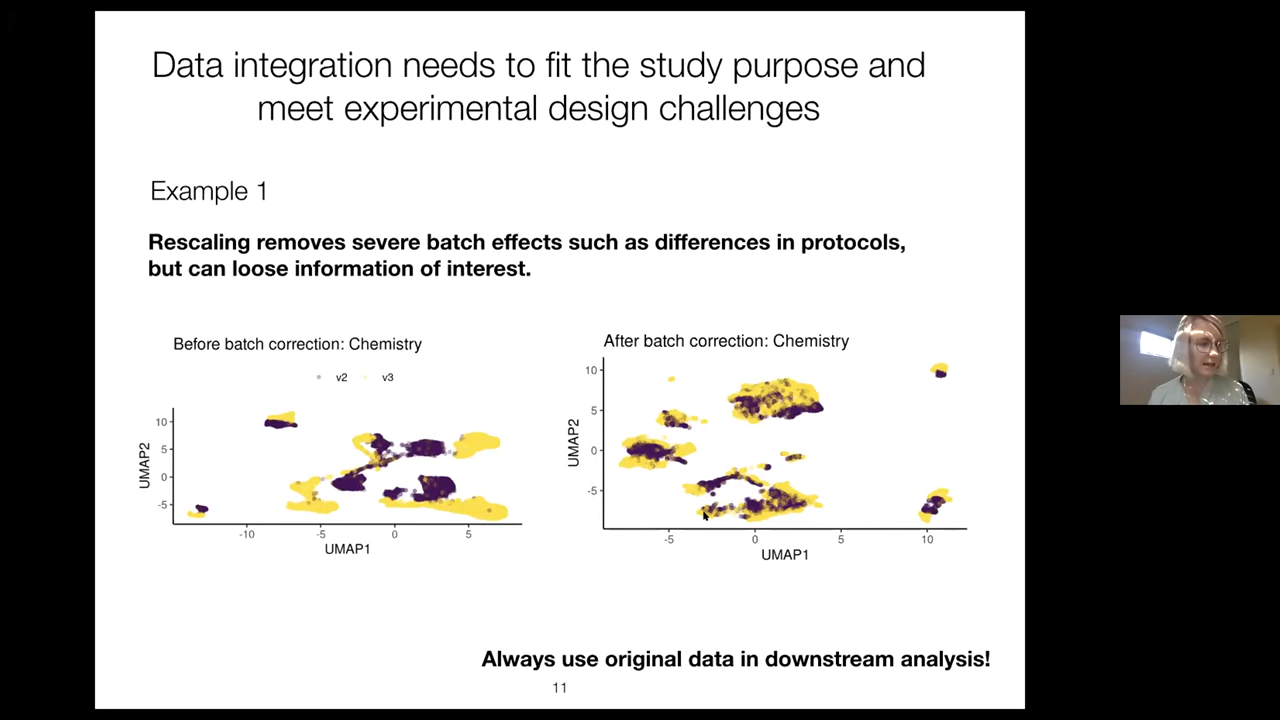 Data integration needs to fit the study purpose and
meet experimental design challenges
Example 1
Rescaling removes severe batch effects such as differences in protocols,
but can loose information of interest.
Before batch correction: Chemistry
v2 v3
UMAP2
10
5
0
-5
-10 -5 0 5
UMAP1
After batch correction: Chemistry
UMAP2
10
5
0
-5
-5 0 5 10
UMAP1
Always use original data in downstream analysis!
11